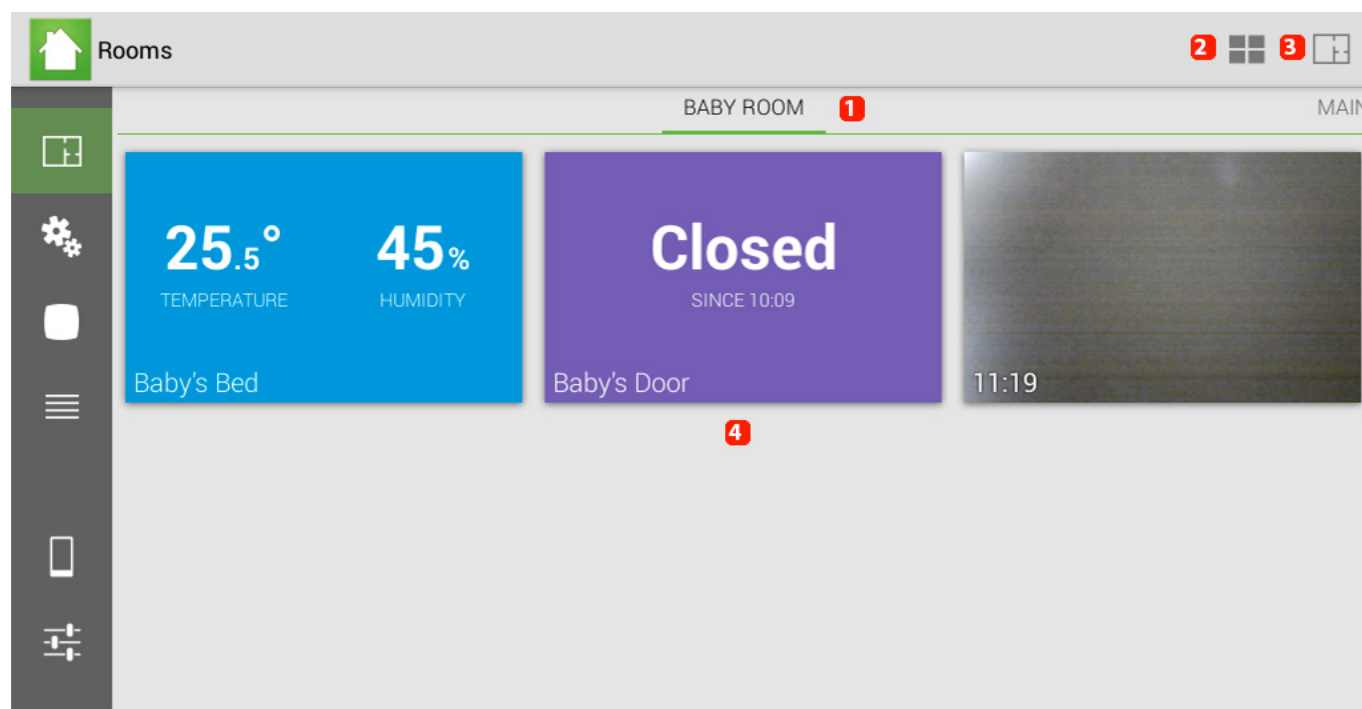 Rooms
2
3
BABY ROOM
1
MAIN
25.5°
45%
TEMPERATURE
HUMIDITY
Baby's Bed
Closed
SINCE 10:09
Baby's Door
11:19
4